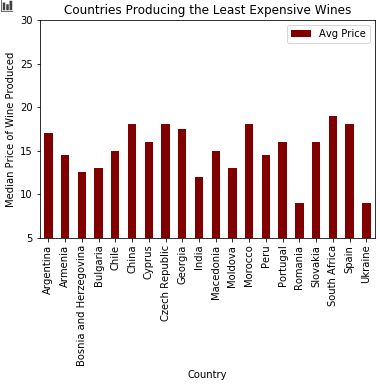 Countries Producing the Least Expensive Wines
Avg Price
Median Price of Wine Produced
30
25
20
15
10
5
Argentina
Armenia
Bosnia and Herzegovina
Bulgaria
Chile
China
Cyprus
Czech Republic
Georgia
India
Macedonia
Moldova
Morocco
Peru
Portugal
Romania
Slovakia
South Africa
Spain
Ukraine
Country